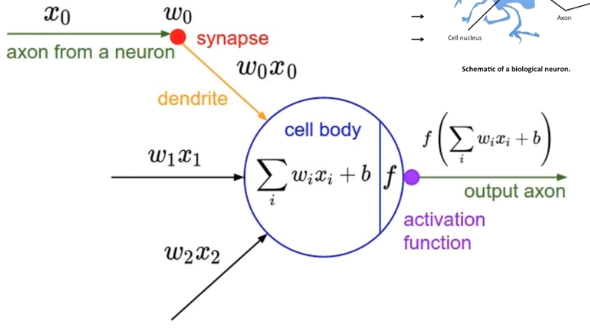 x₀
w₀
synapse
axon from a neuron
w₀x₀
dendrite
cell body
w₁x₁
∑ᵢ wᵢxᵢ + b
f
f(∑ᵢ wᵢxᵢ + b)
output axon
activation
function
w₂x₂
→
Axon
→
Cell nucleus
Schematic of a biological neuron.